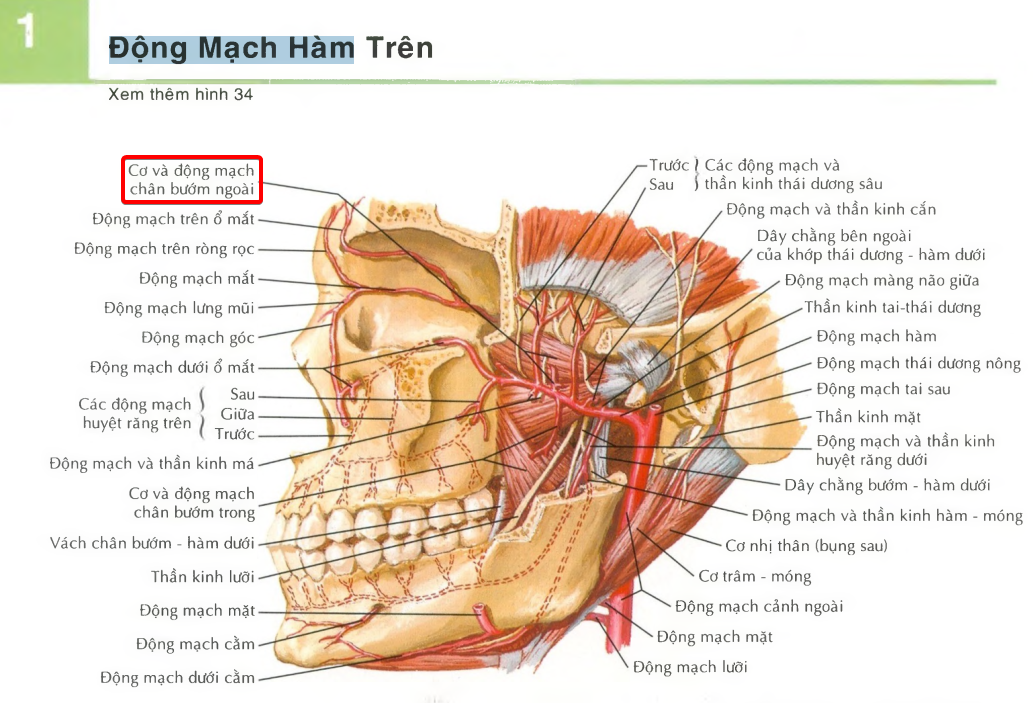 1
Động Mạch Hàm Trên
Xem thêm hình 34
Cơ và động mạch
chân bướm ngoài
Động mạch trên ổ mắt
Động mạch trên ròng rọc
Động mạch mắt
Động mạch lưng mũi
Động mạch góc
Động mạch dưới ổ mắt
Các động mạch
huyệt răng trên
Sau
Giữa
Trước
Động mạch và thần kinh má
Cơ và động mạch
chân bướm trong
Vách chân bướm - hàm dưới
Thần kinh lưỡi
Động mạch mặt
Động mạch cằm
Động mạch dưới cằm
Trước
Sau
Các động mạch và
thần kinh thái dương sâu
Động mạch và thần kinh cắn
Dây chằng bên ngoài
của khớp thái dương - hàm dưới
Động mạch màng não giữa
Thần kinh tai-thái dương
Động mạch hàm
Động mạch thái dương nông
Động mạch tai sau
Thần kinh mặt
Động mạch và thần kinh
huyệt răng dưới
Dây chằng bướm - hàm dưới
Động mạch và thần kinh hàm - móng
Cơ nhị thân (bụng sau)
Cơ trâm - móng
Động mạch cảnh ngoài
Động mạch mặt
Động mạch lưỡi